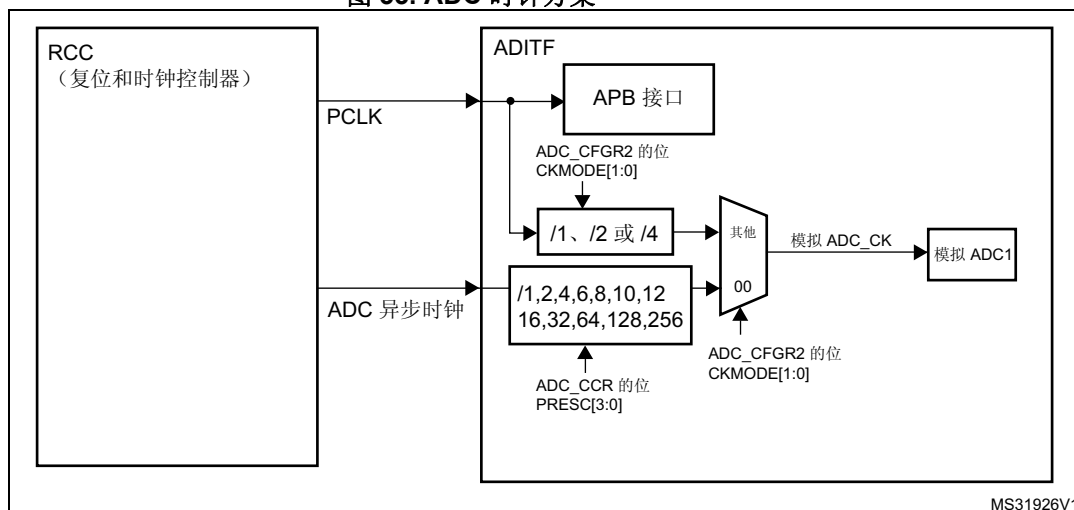 RCC
（复位和时钟控制器）
PCLK
ADC 异步时钟
ADITF
APB 接口
ADC_CFGR2 的位
CKMODE[1:0]
/1、/2 或 /4
/1,2,4,6,8,10,12
16,32,64,128,256
ADC_CCR 的位
PRESC[3:0]
其他
00
ADC_CFGR2 的位
CKMODE[1:0]
模拟 ADC_CK
模拟 ADC1
MS31926V1